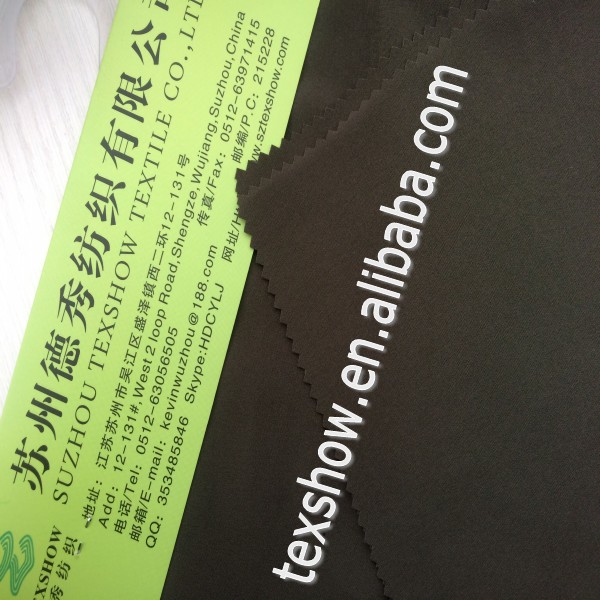 苏州德秀纺织有限公司
SUZHOU TEXSHOW TEXTILE CO.,LTD
地址: 江苏苏州市吴江区盛泽镇西二环12-131号
Add: 12-131#,West 2 loop Road,Shengze,Wujiang,Suzhou,China
电话/Tel: 0512-63056505 传真/Fax: 0512-63971415
邮箱/E-mail: kevinwuzhou@188.com 邮编/P.C: 215228
QQ: 353485846 Skype:HDCYLJ 网址/H w.sztexshow.com
EXSHOW
秀纺织
texshow.en.alibaba.com